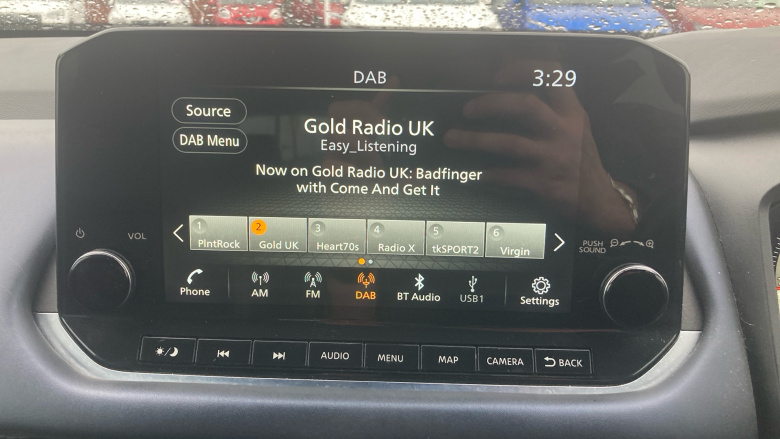 DAB
3:29
Source
DAB Menu
Gold Radio UK
Easy_Listening
Now on Gold Radio UK: Badfinger
with Come And Get It
1
PlntRock
2
Gold UK
3
Heart70s
4
Radio X
5
tkSPORT2
6
Virgin
VOL
PUSH
SOUND
Phone
AM
FM
DAB
BT Audio
USB1
Settings
AUDIO
MENU
MAP
CAMERA
BACK